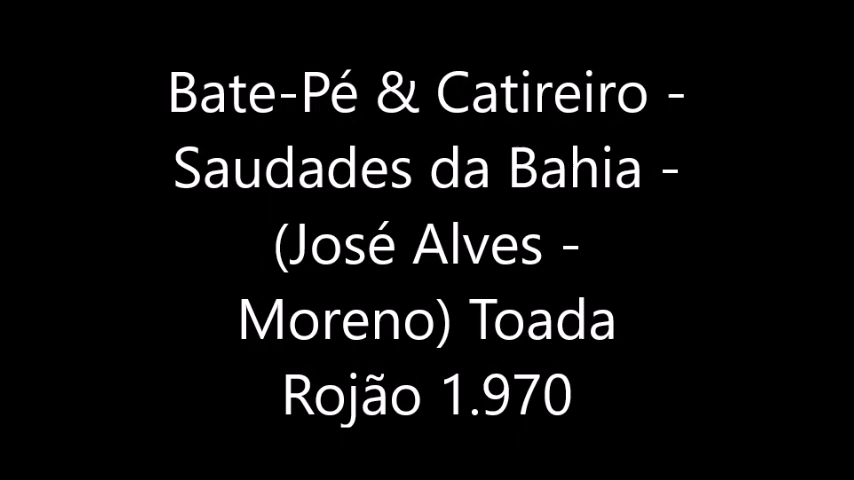 Bate-Pé & Catireiro -
Saudades da Bahia -
(José Alves -
Moreno) Toada
Rojão 1.970